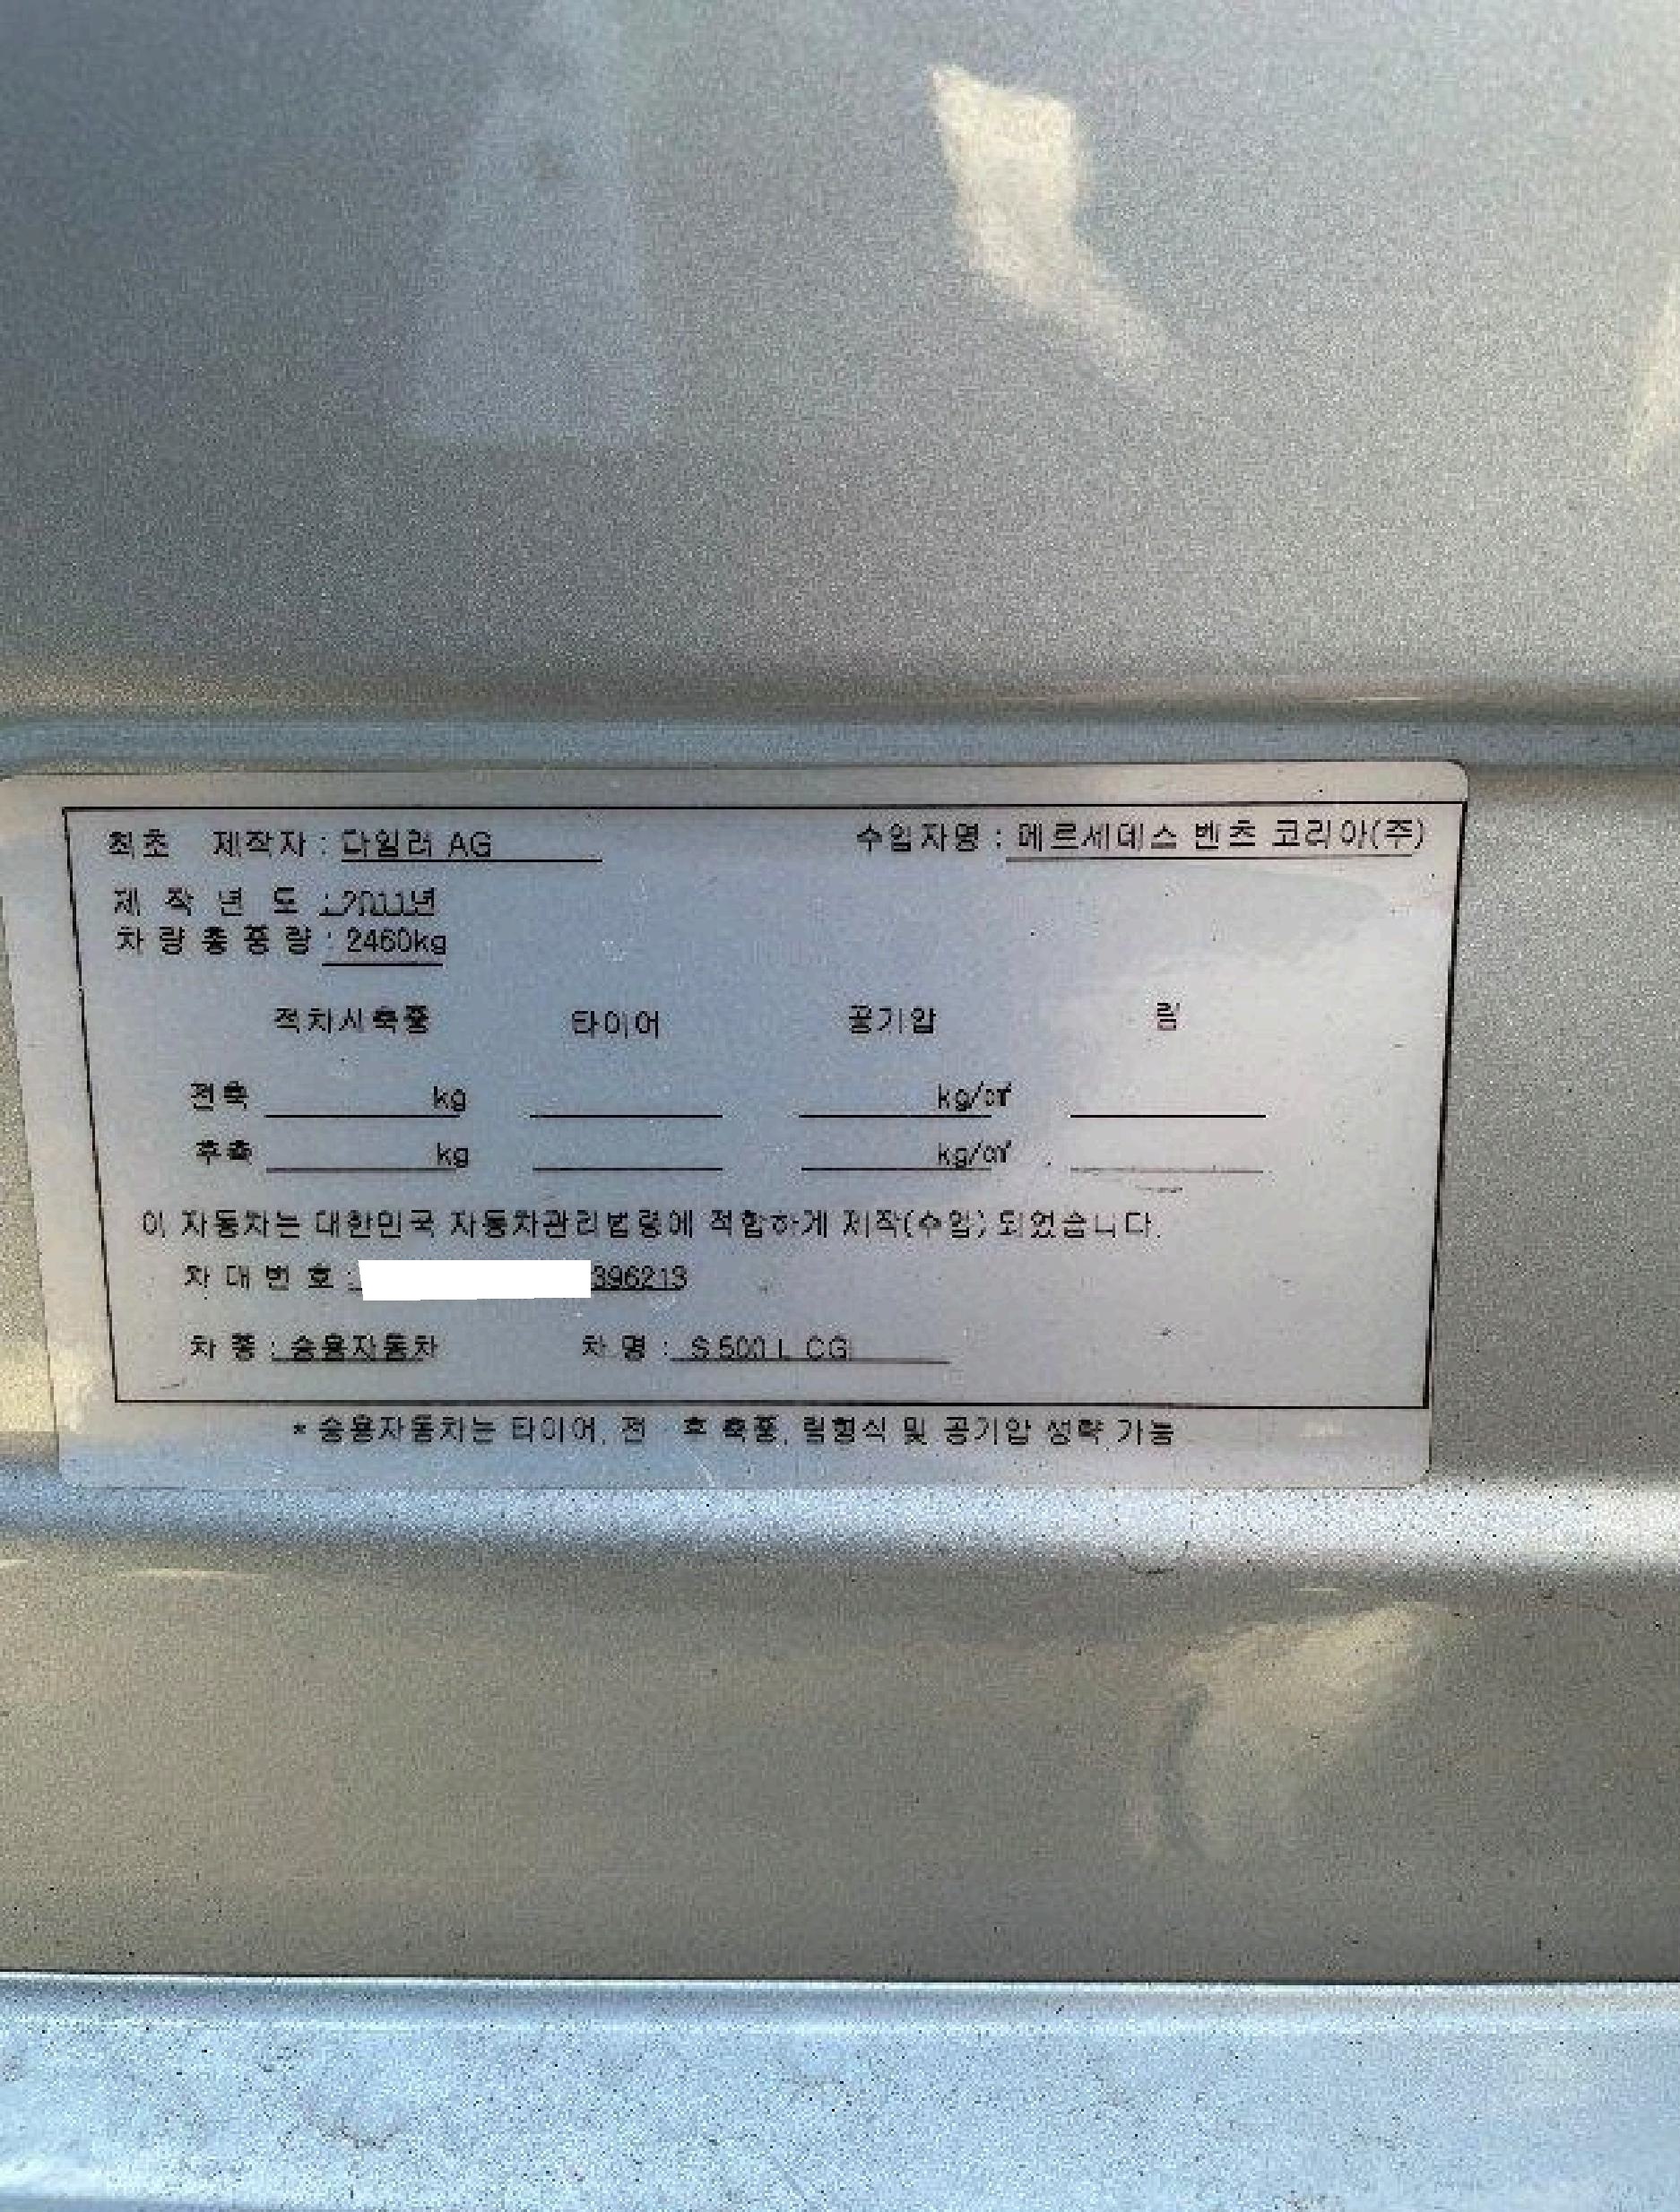 최초 제작자 : 다임러 AG 수입자명 : 메르세데스 벤츠 코리아(주)
제 작 년 도 : 2011년
차 량 총 중 량 : 2460kg
적차시축중 타이어 공기압 림
전축 kg kg/㎠
후축 kg kg/㎠
이 자동차는 대한민국 자동차관리법령에 적합하게 제작(수입) 되었습니다.
차 대 번 호 : 396213
차 종 : 승용자동차 차 명 : S 500 L CGI
* 승용자동차는 타이어, 전 후 축중, 림형식 및 공기압 생략 가능